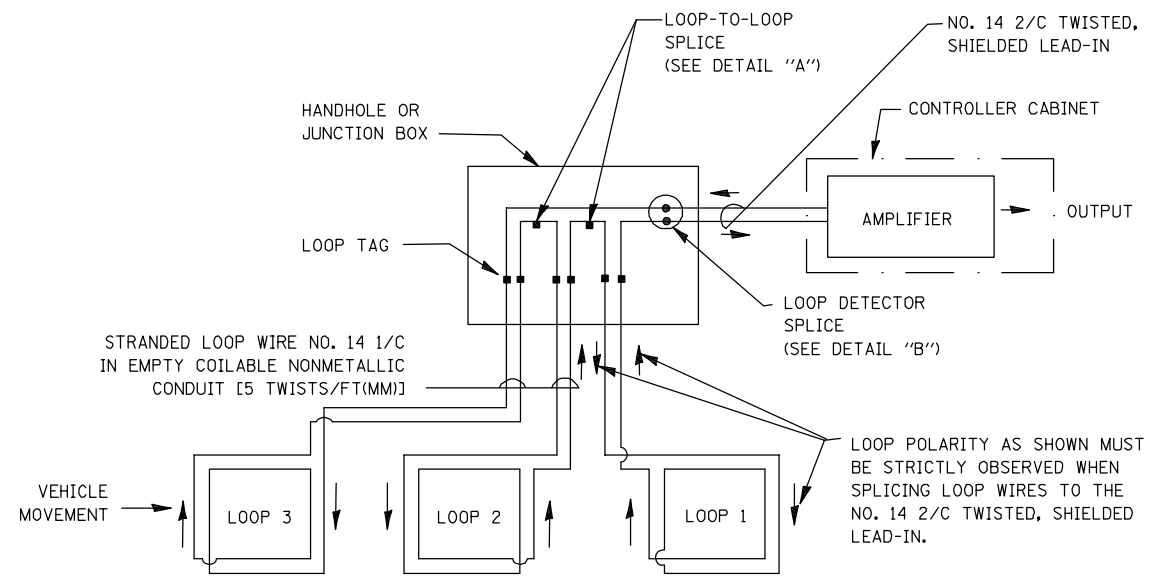 LOOP-TO-LOOP
SPLICE
(SEE DETAIL "A")
NO. 14 2/C TWISTED,
SHIELDED LEAD-IN
HANDHOLE OR
JUNCTION BOX
CONTROLLER CABINET
AMPLIFIER
OUTPUT
LOOP TAG
LOOP DETECTOR
SPLICE
(SEE DETAIL "B")
STRANDED LOOP WIRE NO. 14 1/C
IN EMPTY COILABLE NONMETALLIC
CONDUIT [5 TWISTS/FT(MM)]
LOOP POLARITY AS SHOWN MUST
BE STRICTLY OBSERVED WHEN
SPLICING LOOP WIRES TO THE
NO. 14 2/C TWISTED, SHIELDED
LEAD-IN.
VEHICLE
MOVEMENT
LOOP 3
LOOP 2
LOOP 1